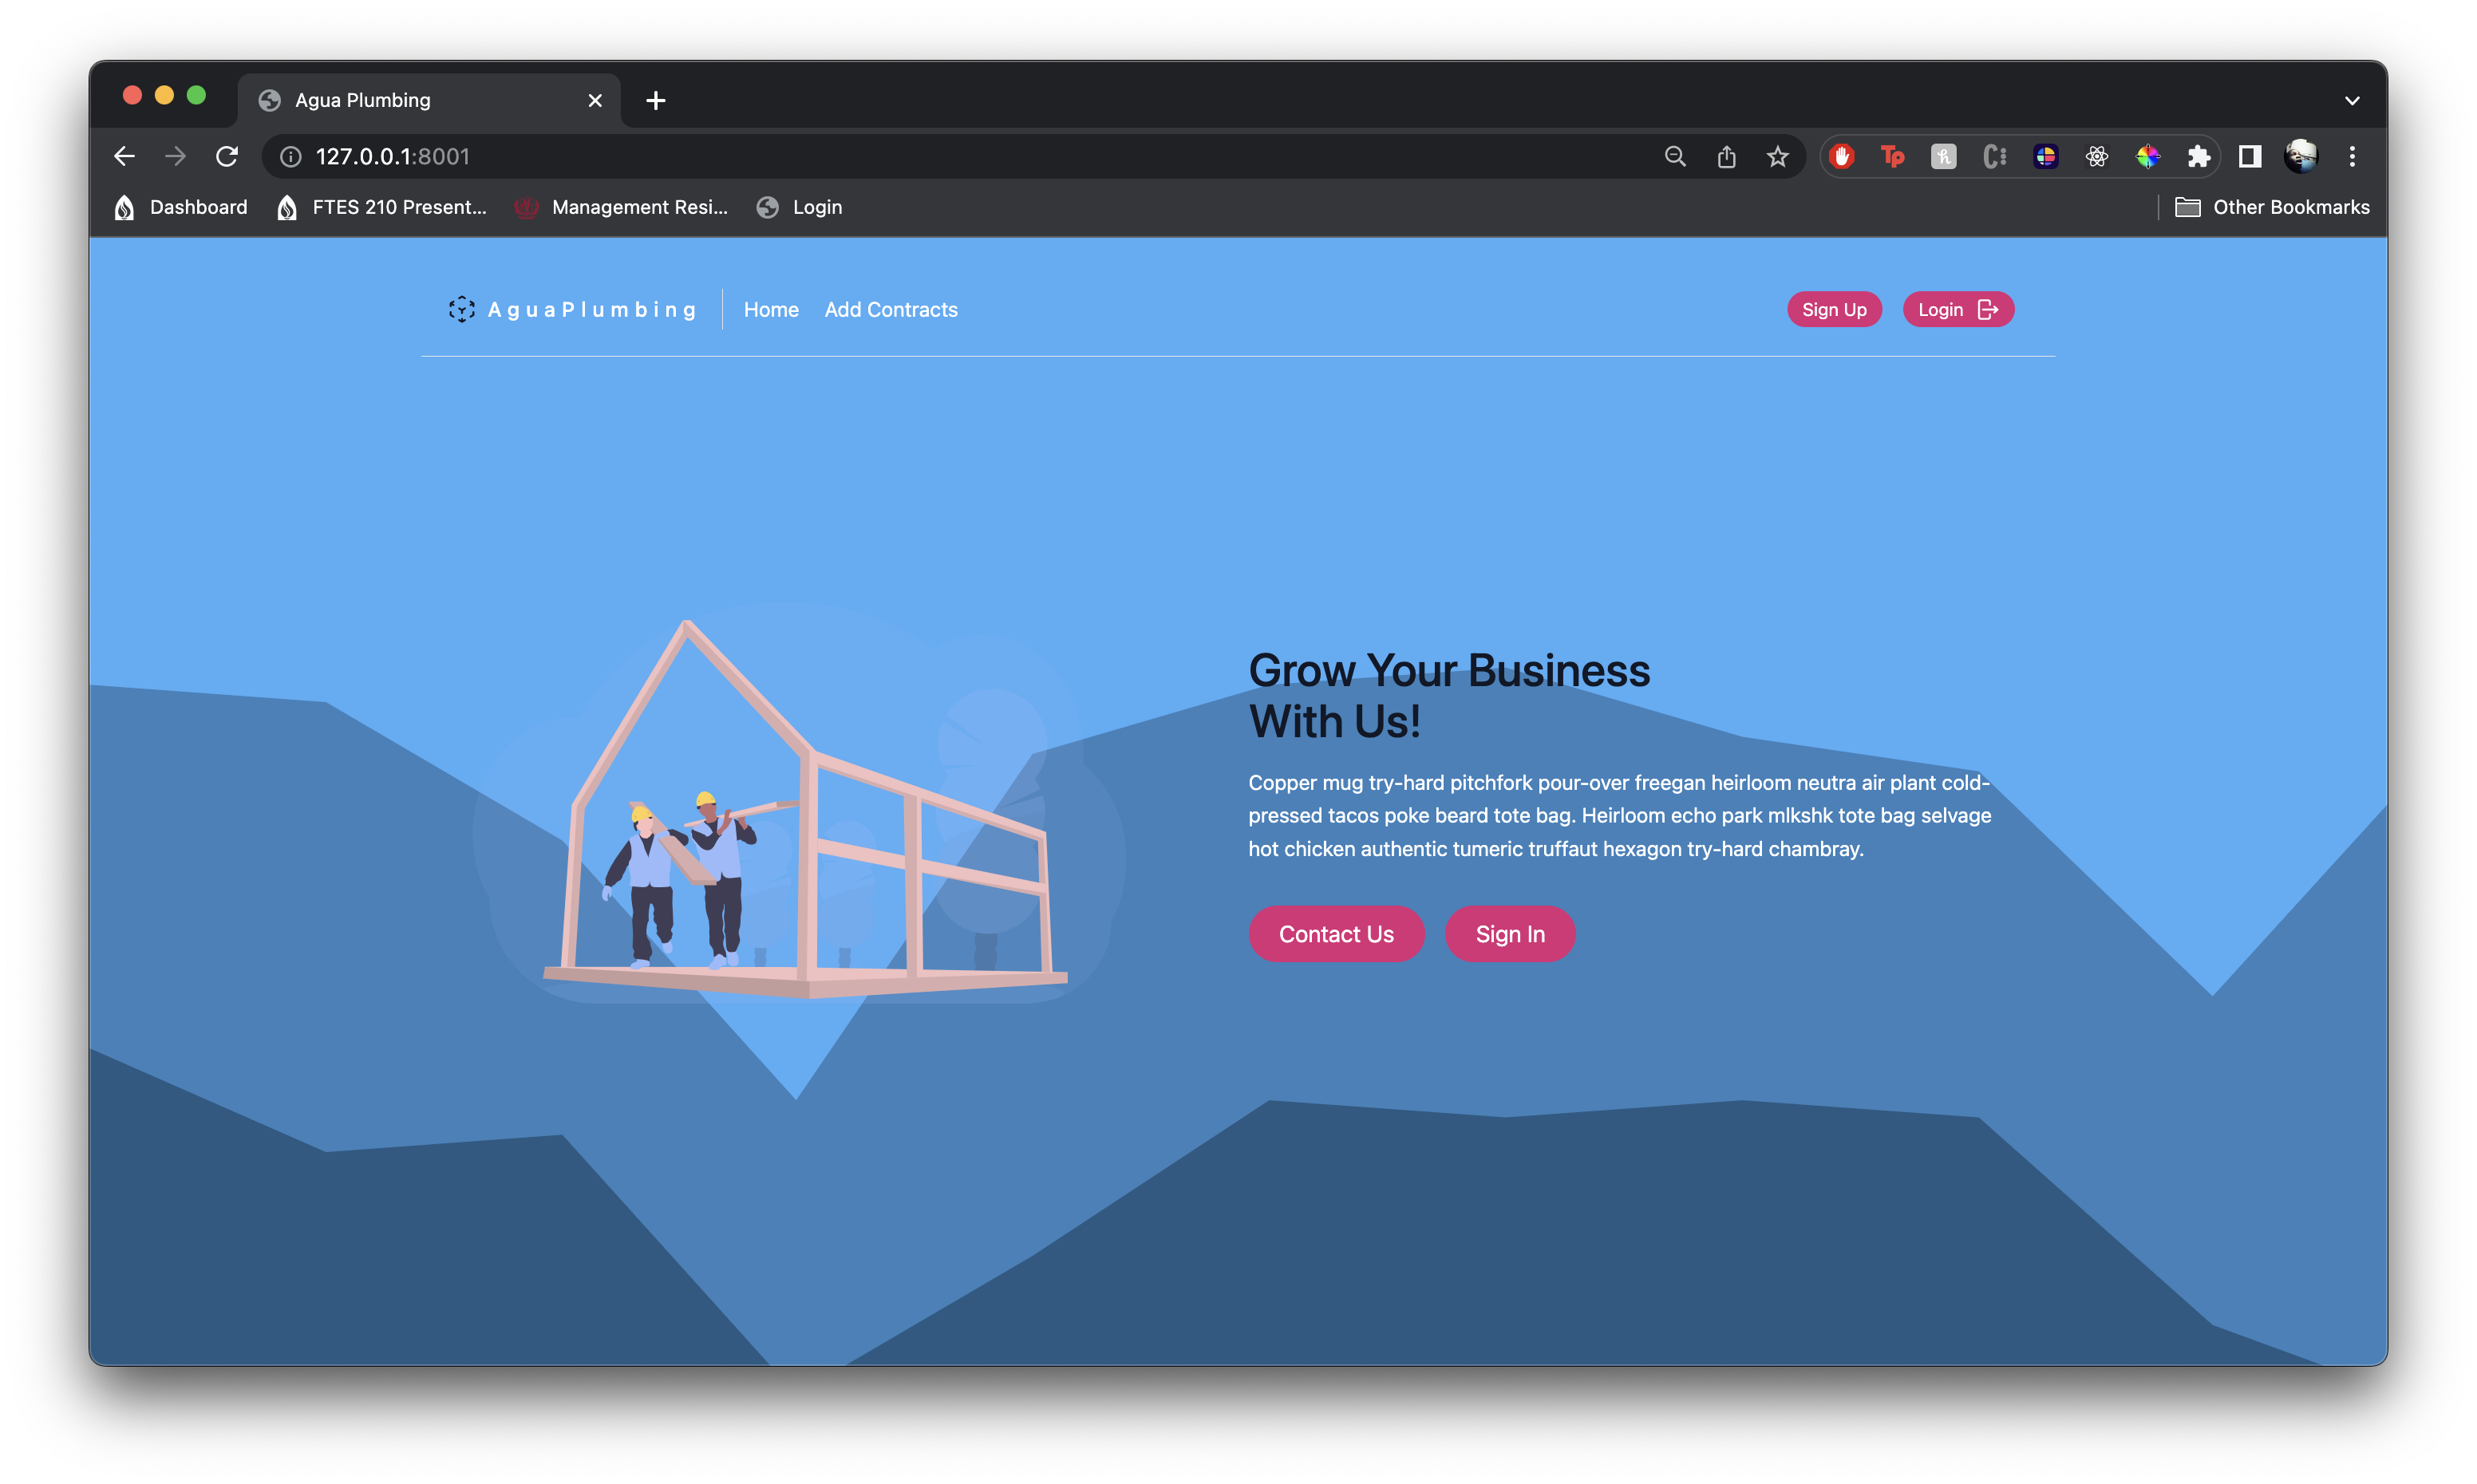 Agua Plumbing
127.0.0.1:8001
Tp
Dashboard
FTES 210 Present...
Management Resi...
Login
Other Bookmarks
AguaPlumbing
Home
Add Contracts
Sign Up
Login
Grow Your Business
With Us!
Copper mug try-hard pitchfork pour-over freegan heirloom neutra air plant cold-
pressed tacos poke beard tote bag. Heirloom echo park mlkshk tote bag selvage
hot chicken authentic tumeric truffaut hexagon try-hard chambray.
Contact Us
Sign In